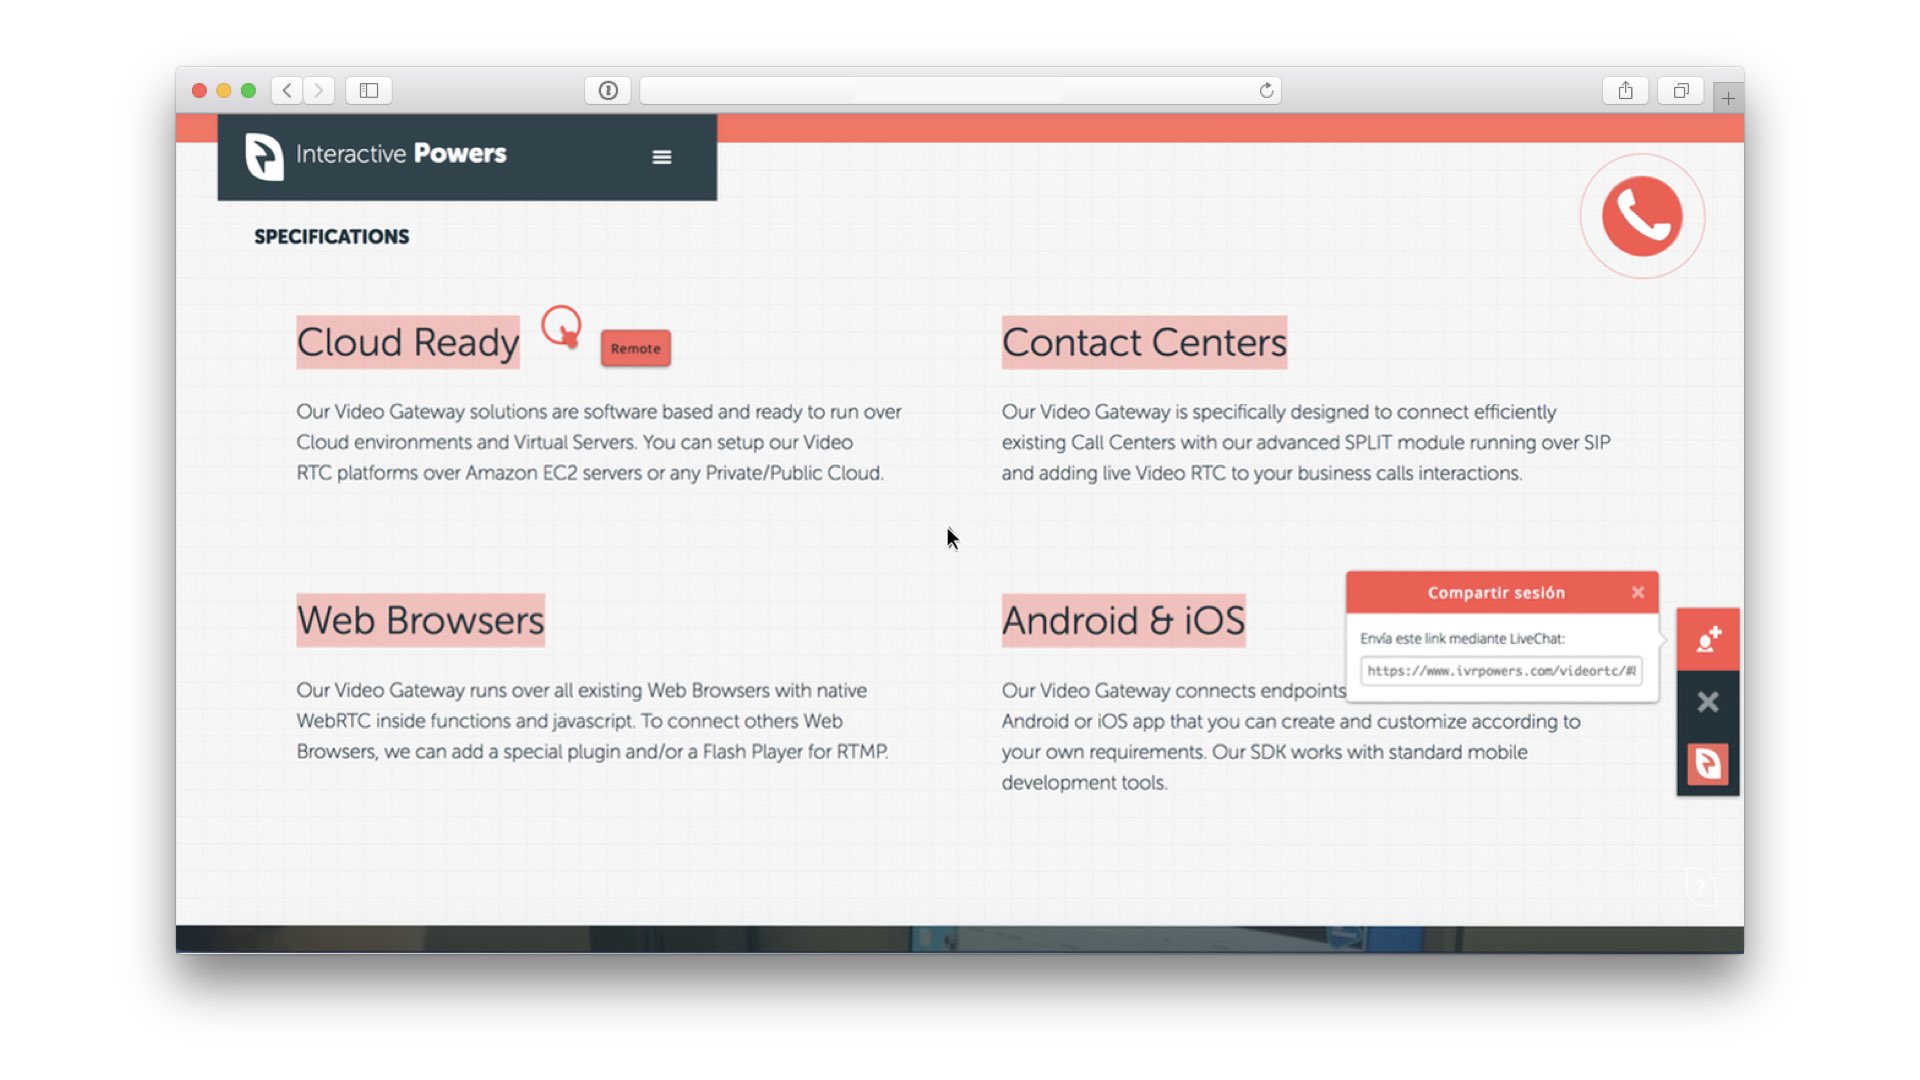 Interactive Powers
SPECIFICATIONS
Cloud Ready
Remote
Our Video Gateway solutions are software based and ready to run over
Cloud environments and Virtual Servers. You can setup our Video
RTC platforms over Amazon EC2 servers or any Private/Public Cloud.
Contact Centers
Our Video Gateway is specifically designed to connect efficiently
existing Call Centers with our advanced SPLIT module running over SIP
and adding live Video RTC to your business calls interactions.
Web Browsers
Our Video Gateway runs over all existing Web Browsers with native
WebRTC inside functions and javascript. To connect others Web
Browsers, we can add a special plugin and/or a Flash Player for RTMP.
Android & iOS
Our Video Gateway connects endpoints
Android or iOS app that you can create and customize according to
your own requirements. Our SDK works with standard mobile
development tools.
Compartir sesión
Envía este link mediante LiveChat:
https://www.ivrpowers.com/videortc/#
?